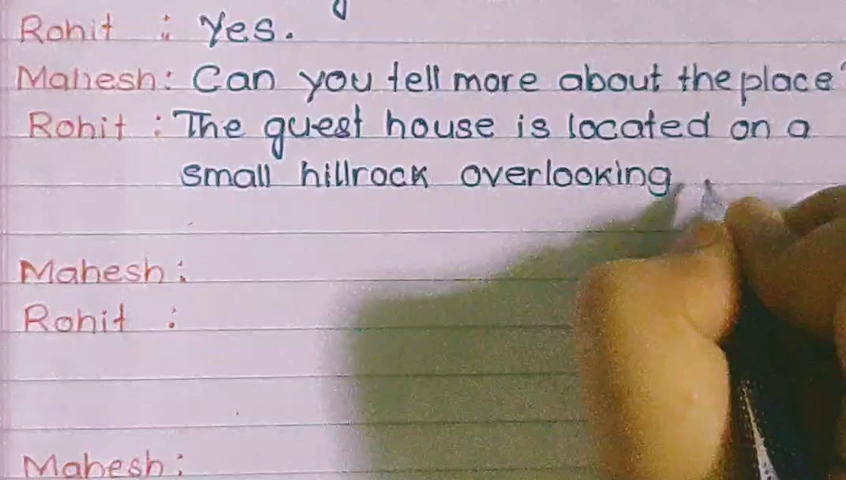 Rohit : Yes.
Mahesh: Can you tell more about the place
Rohit : The guest house is located on a
small hillrock overlooking
Mahesh:
Rohit :
Mahesh: